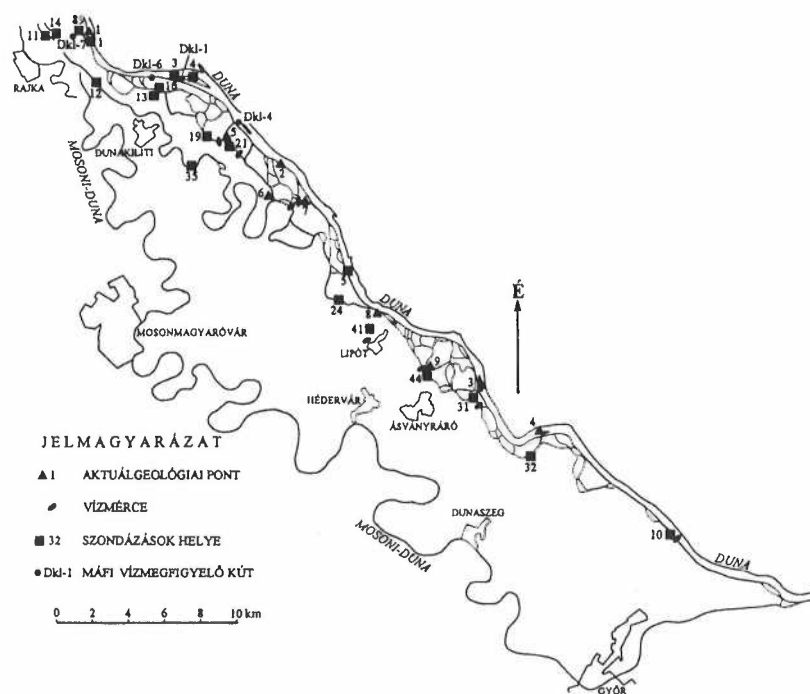 14
8
1
11
Dkl-7
1
RAJKA
12
Dkl-6
Dkl-1
3
4
DUNA
18
13
DUNAKILITI
Dkl-4
19
5
21
2
35
6
7
MOSONI-DUNA
5
24
8
DUNA
41
LIPÓT
MOSONMAGYARÓVÁR
É
9
44
3
31
HÉDERVÁR
ÁSVÁNYRÁRÓ
4
32
JELMAGYARÁZAT
1 AKTUÁLGEOLÓGIAI PONT
VÍZMÉRCE
32 SZONDÁZÁSOK HELYE
Dkl-1 MÁFI VÍZMEGFIGYELŐ KÚT
0 2 4 6 8 10 km
DUNASZEG
MOSONI-DUNA
10
DUNA
GYŐR